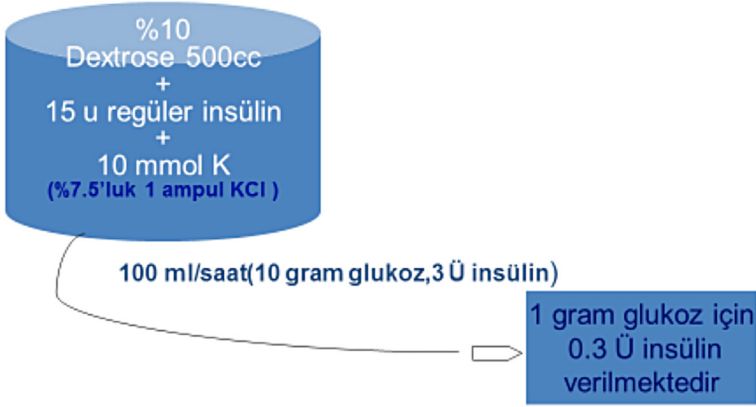 %10
Dextrose 500cc
+
15 u regüler insülin
+
10 mmol K
(%7.5'luk 1 ampul KCl )
100 ml/saat(10 gram glukoz,3 Ü insülin)
1 gram glukoz için
0.3 Ü insülin
verilmektedir